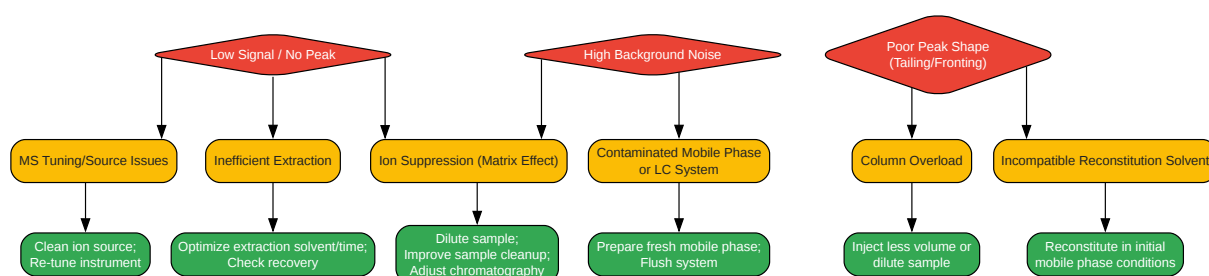 Low Signal / No Peak
High Background Noise
Poor Peak Shape
(Tailing/Fronting)
MS Tuning/Source Issues
Inefficient Extraction
Ion Suppression (Matrix Effect)
Contaminated Mobile Phase
or LC System
Column Overload
Incompatible Reconstitution Solvent
Clean ion source;
Re-tune instrument
Optimize extraction solvent/time;
Check recovery
Dilute sample;
Improve sample cleanup;
Adjust chromatography
Prepare fresh mobile phase;
Flush system
Inject less volume or
dilute sample
Reconstitute in initial
mobile phase conditions